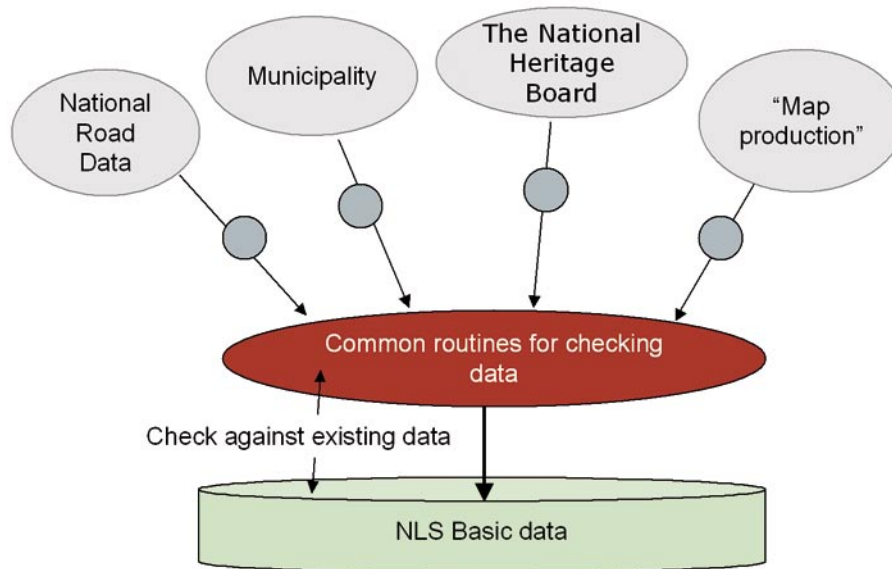 National
Road
Data
Municipality
The National
Heritage
Board
“Map
production”
Common routines for checking
data
Check against existing data
NLS Basic data